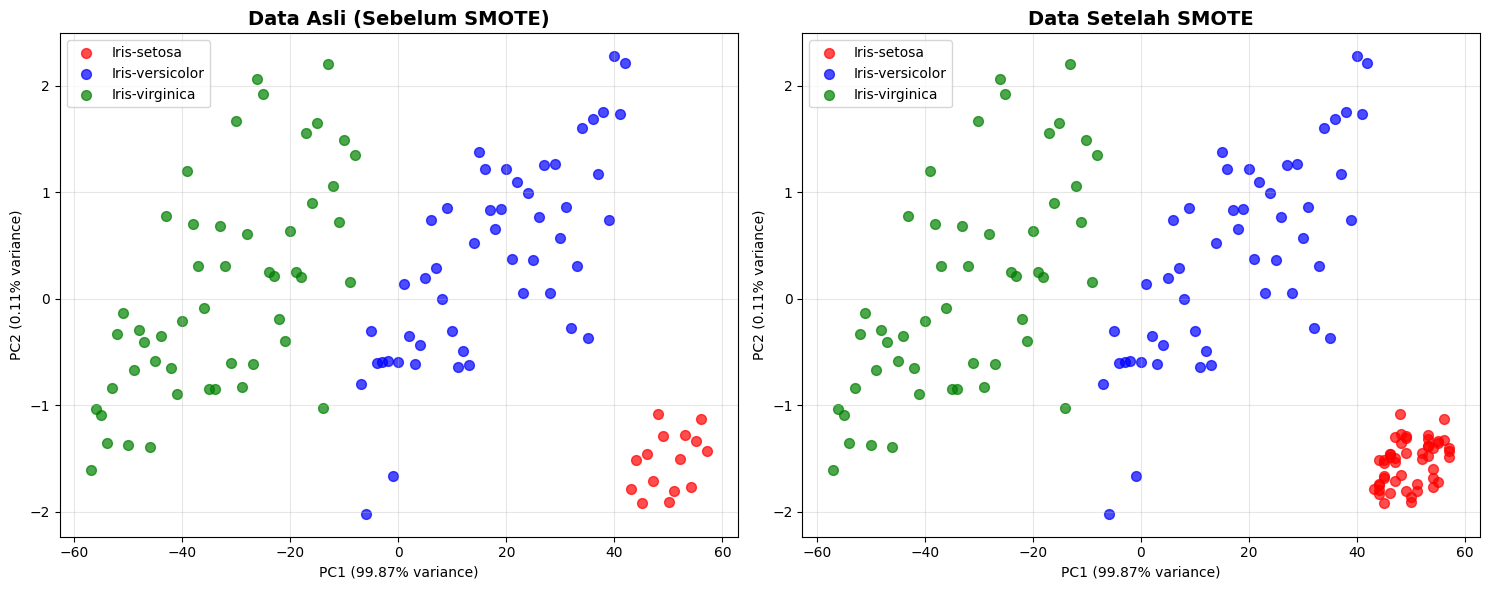 Data Asli (Sebelum SMOTE)
Iris-setosa
Iris-versicolor
Iris-virginica
2
1
0
−1
−2
PC2 (0.11% variance)
−60 −40 −20 0 20 40 60
PC1 (99.87% variance)
Data Setelah SMOTE
Iris-setosa
Iris-versicolor
Iris-virginica
2
1
0
−1
−2
PC2 (0.11% variance)
−60 −40 −20 0 20 40 60
PC1 (99.87% variance)